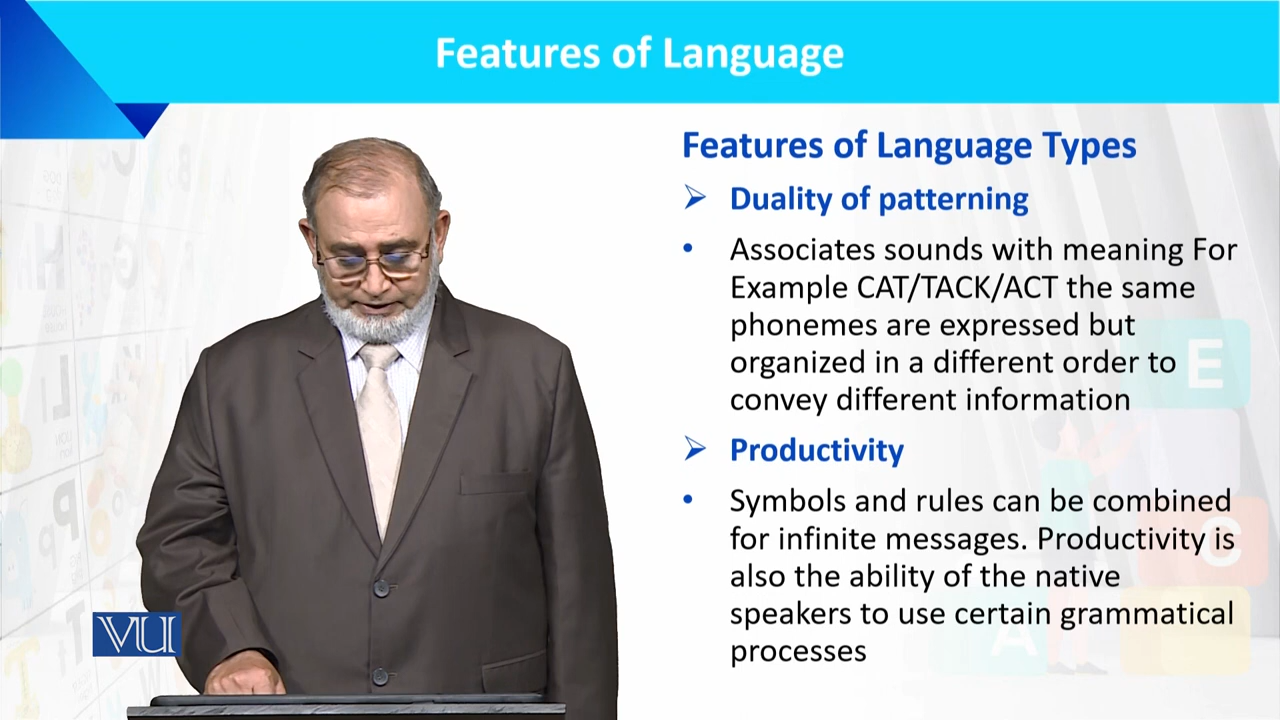 Features of Language
Features of Language Types
➢ Duality of patterning
• Associates sounds with meaning For
Example CAT/TACK/ACT the same
phonemes are expressed but
organized in a different order to
convey different information
➢ Productivity
• Symbols and rules can be combined
for infinite messages. Productivity is
also the ability of the native
speakers to use certain grammatical
processes
VU
E
C
A